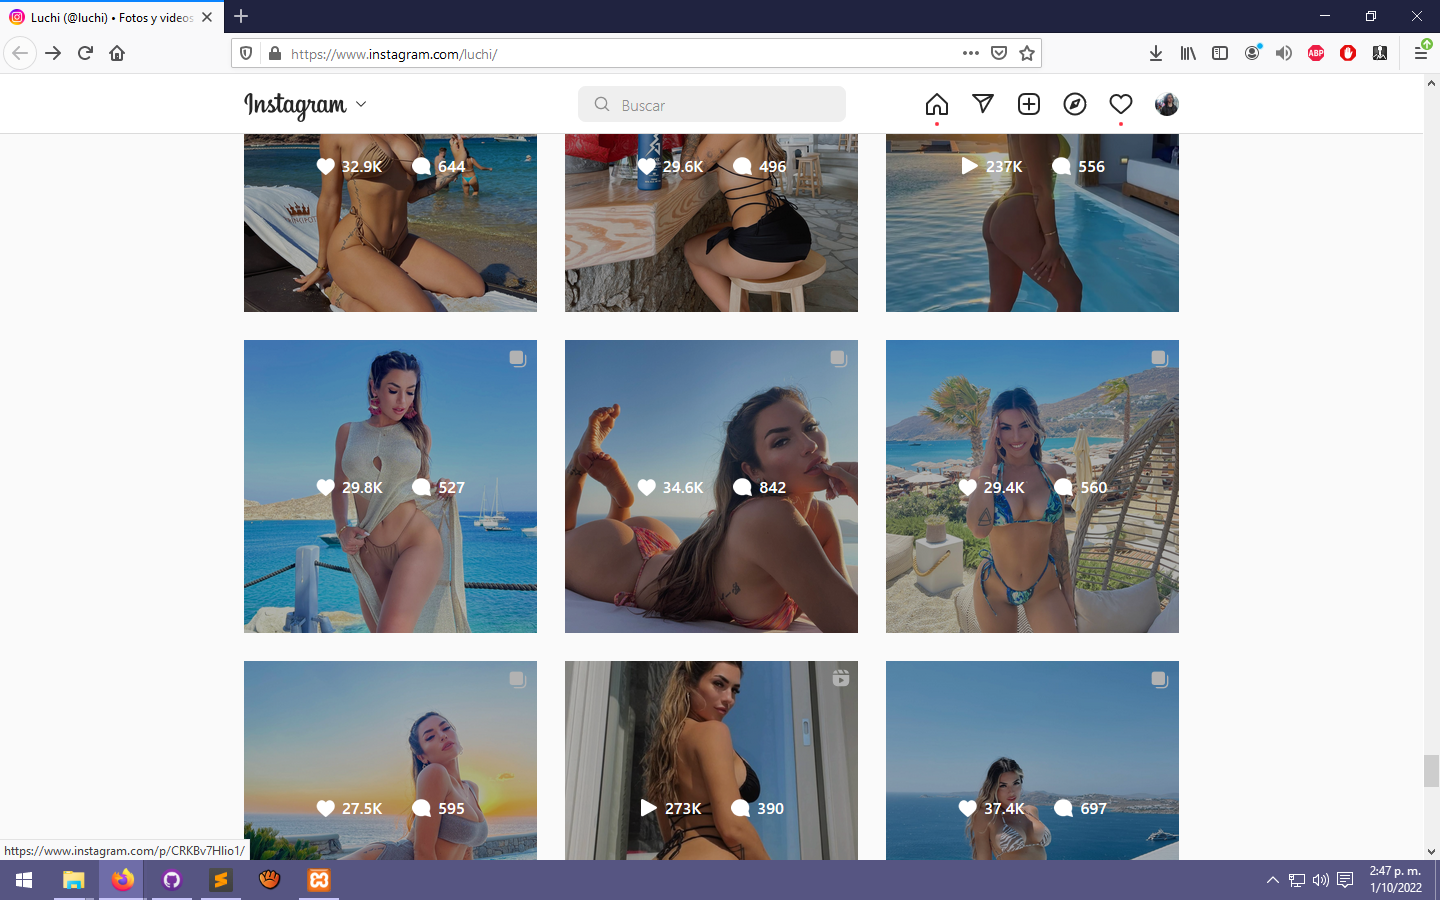 Luchi (@luchi) • Fotos y videos
https://www.instagram.com/luchi/
ABP
Instagram
Buscar
32.9K 644
29.6K 496
237K 556
29.8K 527
34.6K 842
29.4K 560
27.5K 595
273K 390
37.4K 697
https://www.instagram.com/p/CRKBv7HIio1/
2:47 p. m.
1/10/2022